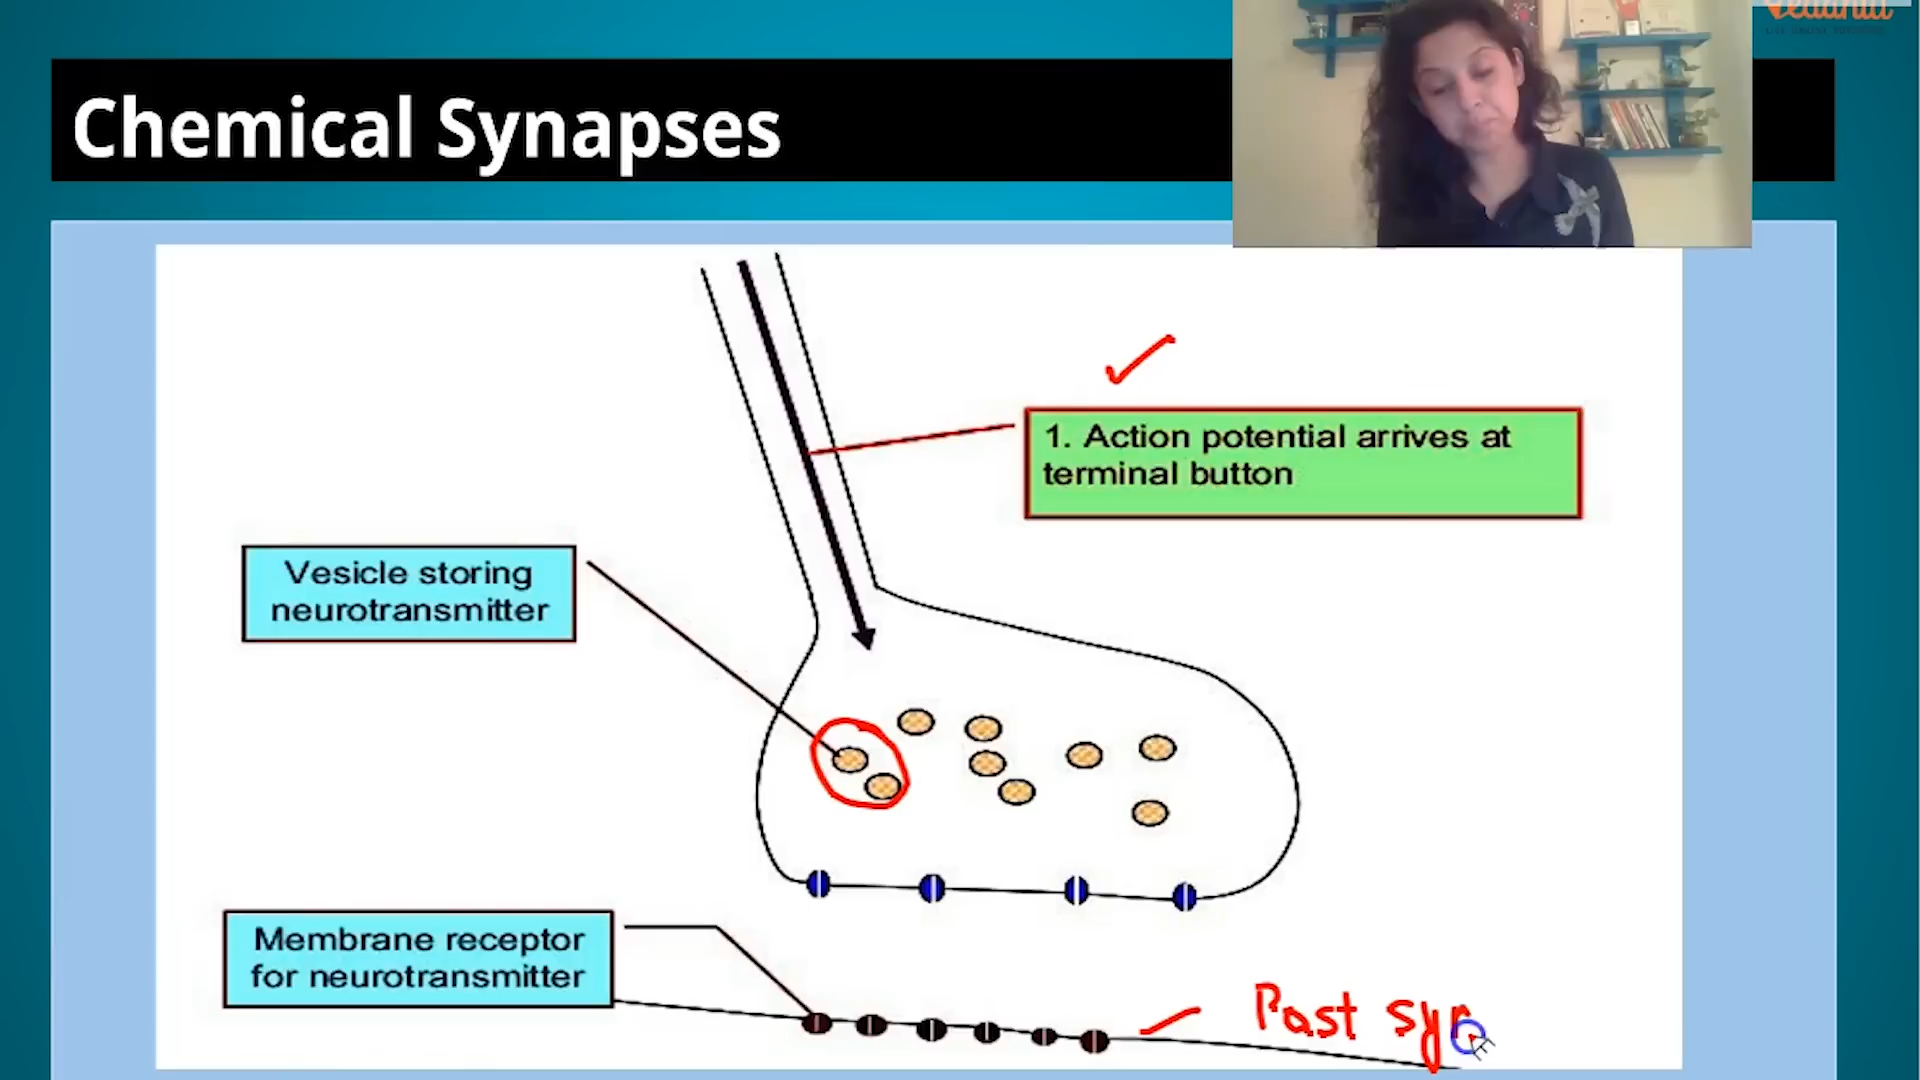 Chemical Synapses
1. Action potential arrives at
terminal button
Vesicle storing
neurotransmitter
Membrane receptor
for neurotransmitter
Post syn